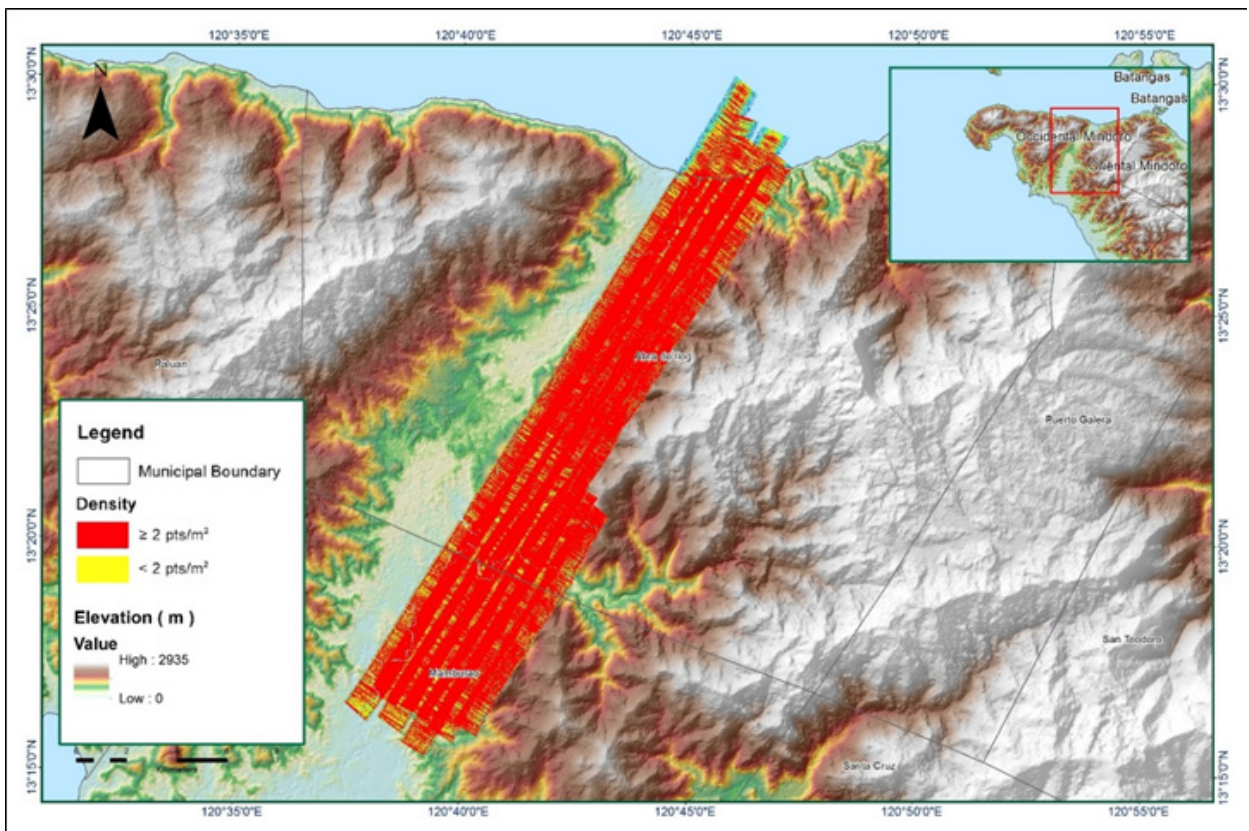 120°35'0"E 120°40'0"E 120°45'0"E 120°50'0"E 120°55'0"E
13°30'0"N
N
13°30'0"N
Batangas
Batangas
Occidental Mindoro
Oriental Mindoro
13°25'0"N
13°25'0"N
Abra de Ilog
Paluan
Puerto Galera
Legend
Municipal Boundary
Density
≥ 2 pts/m²
< 2 pts/m²
13°20'0"N
13°20'0"N
Elevation ( m )
Value
High : 2935
Low : 0
San Teodoro
Mamburao
Santa Cruz
Kilometers
13°15'0"N
13°15'0"N
120°35'0"E 120°40'0"E 120°45'0"E 120°50'0"E 120°55'0"E